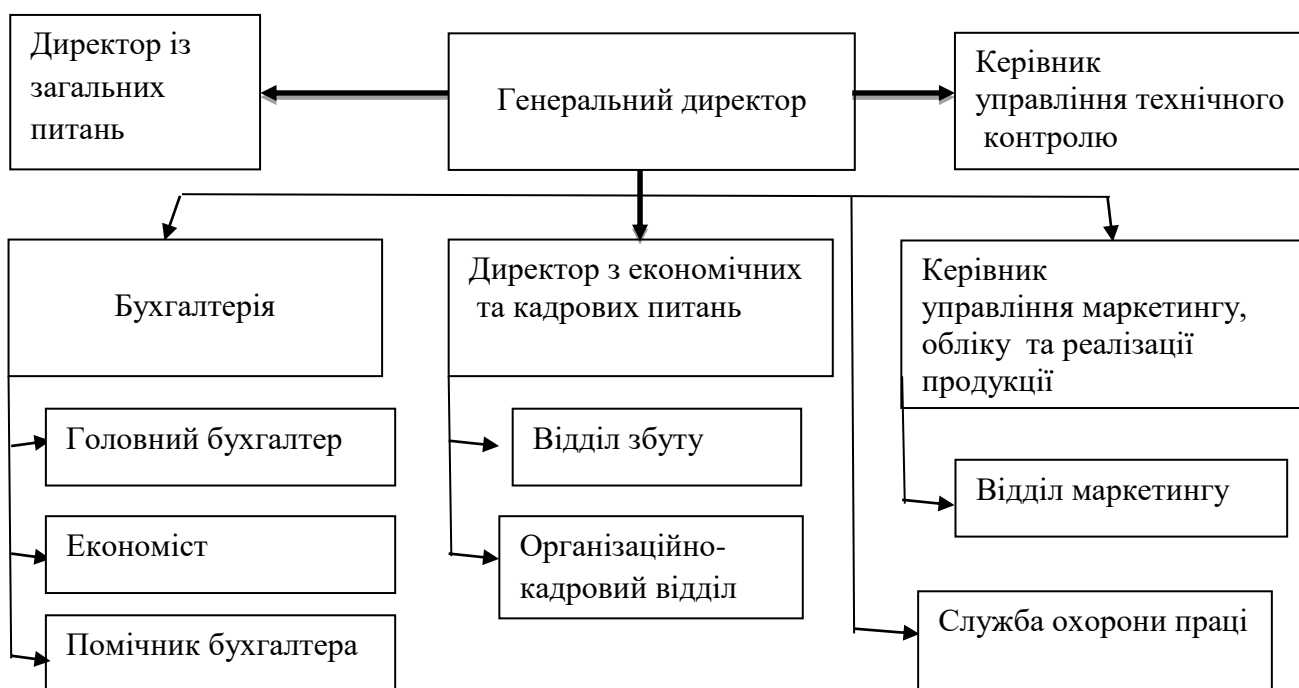 Директор із
загальних
питань
Генеральний директор
Керівник
управління технічного
контролю
Бухгалтерія
Директор з економічних
та кадрових питань
Керівник
управління маркетингу,
обліку та реалізації
продукції
Головний бухгалтер
Економіст
Помічник бухгалтера
Відділ збуту
Організаційно-
кадровий відділ
Відділ маркетингу
Служба охорони праці